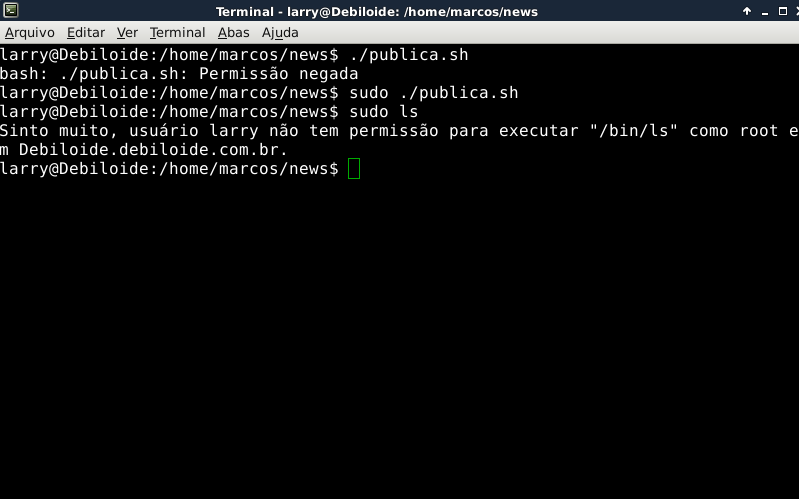 Terminal - larry@Debiloide: /home/marcos/news
Arquivo Editar Ver Terminal Abas Ajuda
larry@Debiloide:/home/marcos/news$ ./publica.sh
bash: ./publica.sh: Permissão negada
larry@Debiloide:/home/marcos/news$ sudo ./publica.sh
larry@Debiloide:/home/marcos/news$ sudo ls
Sinto muito, usuário larry não tem permissão para executar "/bin/ls" como root e
m Debiloide.debiloide.com.br.
larry@Debiloide:/home/marcos/news$